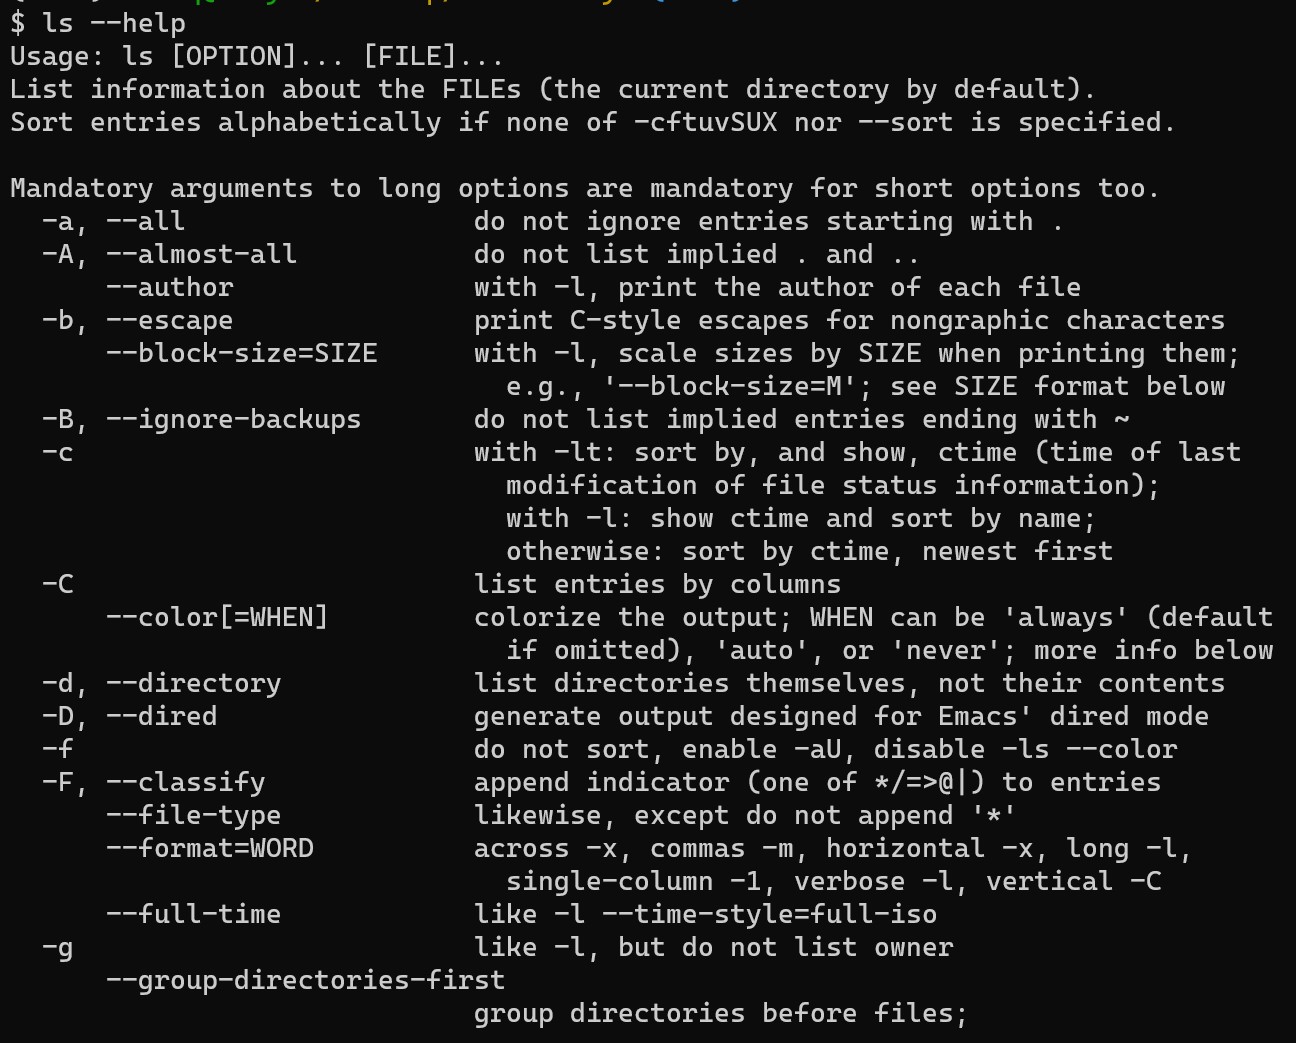 $ ls --help
Usage: ls [OPTION]... [FILE]...
List information about the FILEs (the current directory by default).
Sort entries alphabetically if none of -cftuvSUX nor --sort is specified.

Mandatory arguments to long options are mandatory for short options too.
  -a, --all                  do not ignore entries starting with .
  -A, --almost-all           do not list implied . and ..
      --author               with -l, print the author of each file
  -b, --escape               print C-style escapes for nongraphic characters
      --block-size=SIZE      with -l, scale sizes by SIZE when printing them;
                               e.g., '--block-size=M'; see SIZE format below
  -B, --ignore-backups       do not list implied entries ending with ~
  -c                         with -lt: sort by, and show, ctime (time of last
                               modification of file status information);
                               with -l: show ctime and sort by name;
                               otherwise: sort by ctime, newest first
  -C                         list entries by columns
      --color[=WHEN]         colorize the output; WHEN can be 'always' (default
                               if omitted), 'auto', or 'never'; more info below
  -d, --directory            list directories themselves, not their contents
  -D, --dired                generate output designed for Emacs' dired mode
  -f                         do not sort, enable -aU, disable -ls --color
  -F, --classify             append indicator (one of */=>@|) to entries
      --file-type            likewise, except do not append '*'
      --format=WORD          across -x, commas -m, horizontal -x, long -l,
                               single-column -1, verbose -l, vertical -C
      --full-time            like -l --time-style=full-iso
  -g                         like -l, but do not list owner
      --group-directories-first
                             group directories before files;